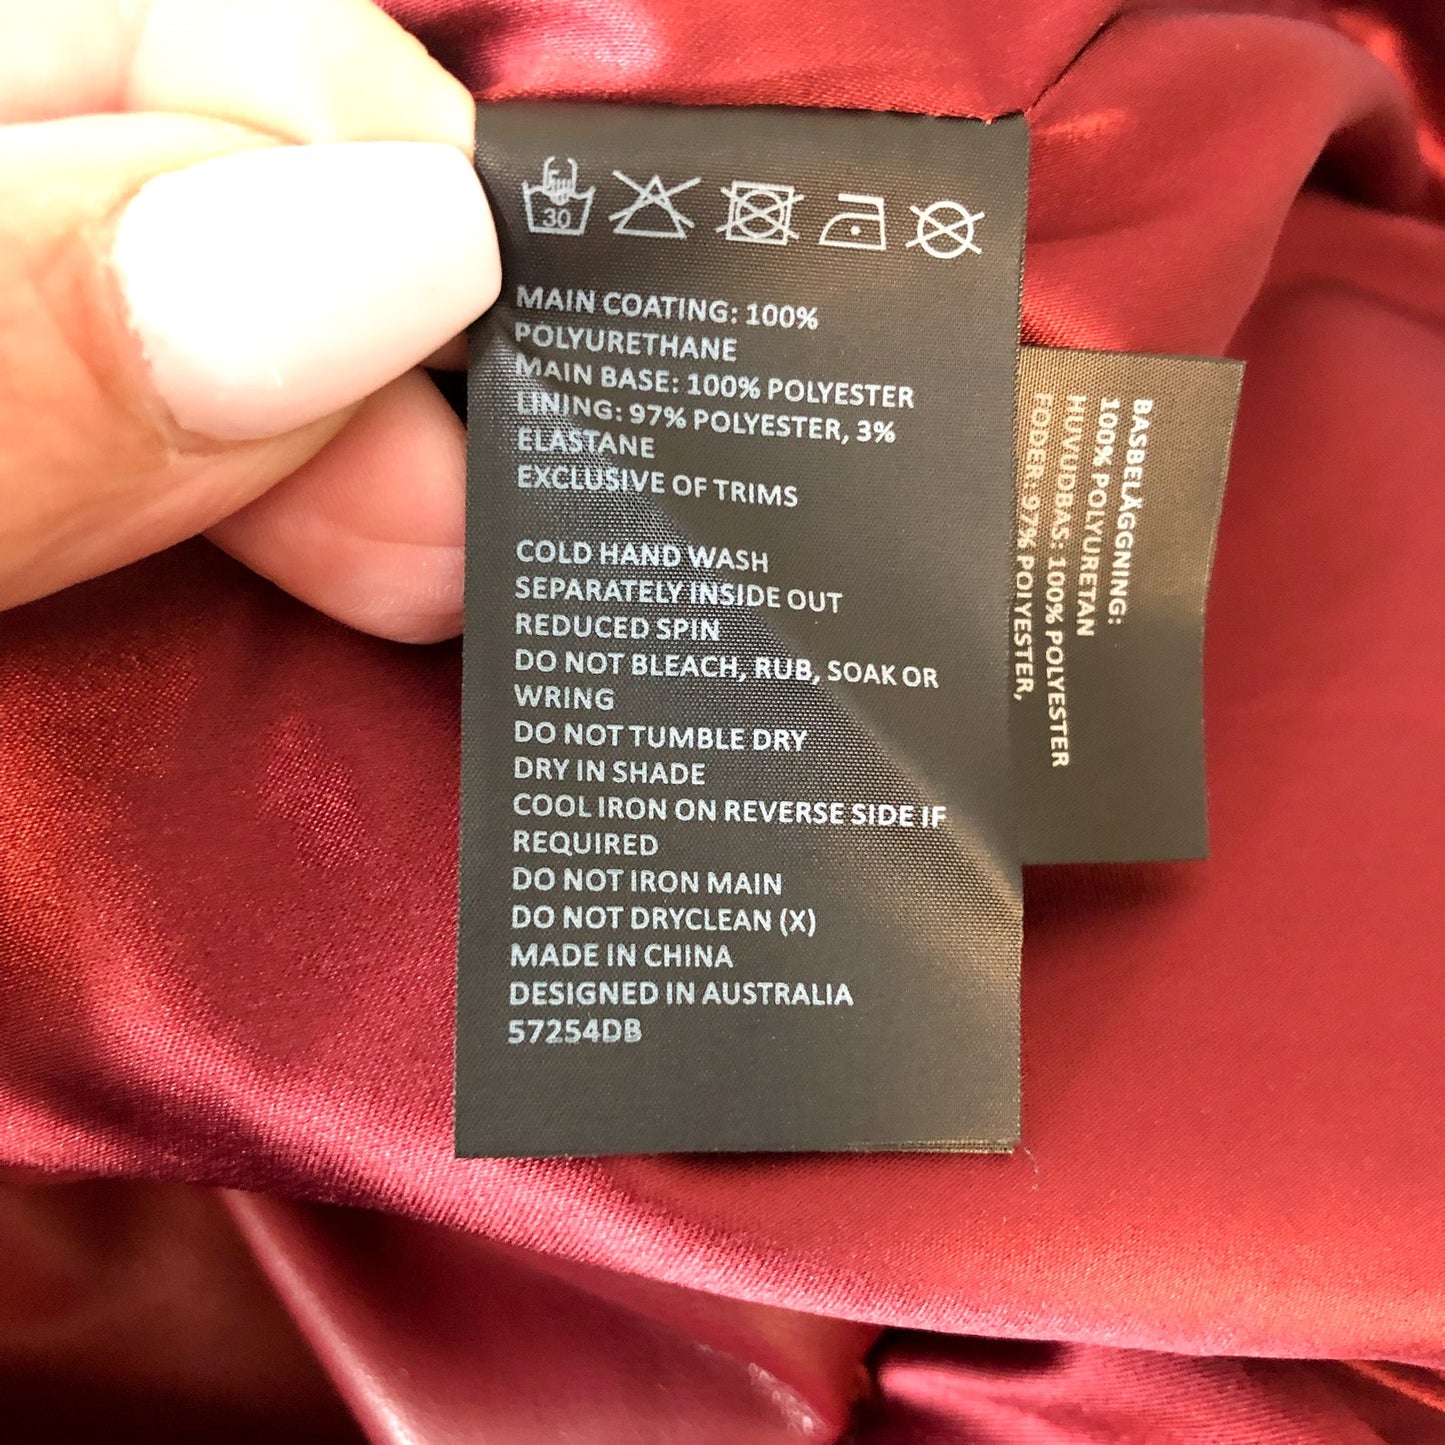 30
MAIN COATING: 100%
POLYURETHANE
MAIN BASE: 100% POLYESTER
LINING: 97% POLYESTER, 3%
ELASTANE
EXCLUSIVE OF TRIMS
COLD HAND WASH
SEPARATELY INSIDE OUT
REDUCED SPIN
DO NOT BLEACH, RUB, SOAK OR
WRING
DO NOT TUMBLE DRY
DRY IN SHADE
COOL IRON ON REVERSE SIDE IF
REQUIRED
DO NOT IRON MAIN
DO NOT DRYCLEAN (X)
MADE IN CHINA
DESIGNED IN AUSTRALIA
57254DB
BASBELÄGGNING:
100% POLYURETAN
HUVUDBAS: 100% POLYESTER
FODER: 97% POLYESTER,